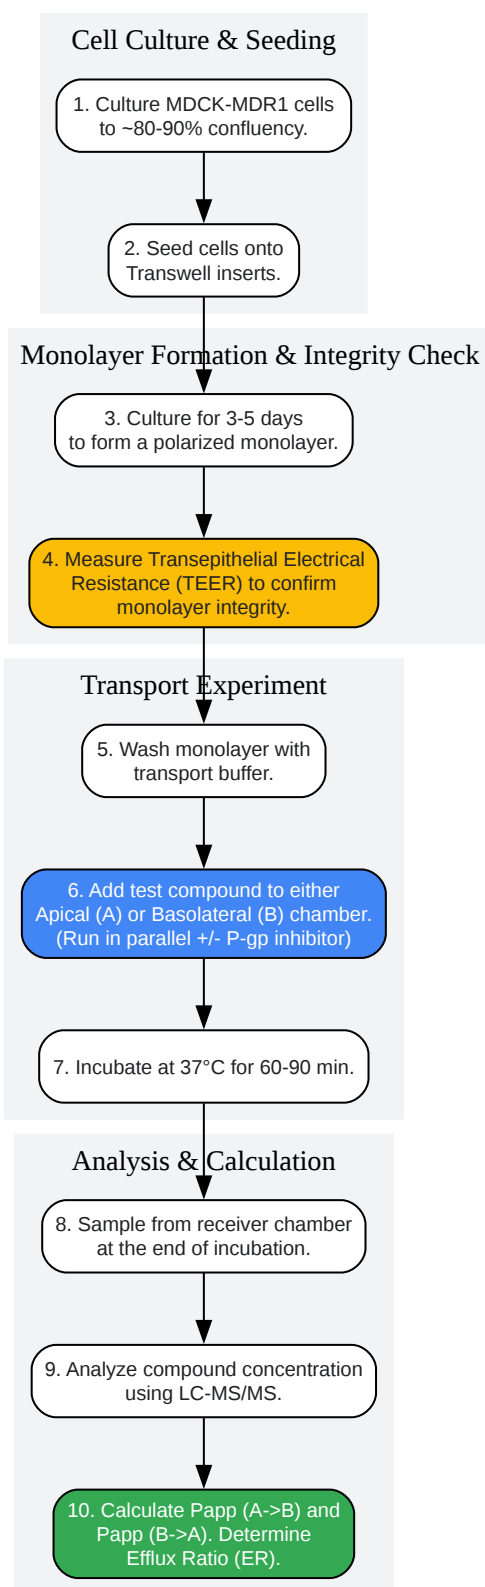 Cell Culture & Seeding
1. Culture MDCK-MDR1 cells
to ~80-90% confluency.
2. Seed cells onto
Transwell inserts.
Monolayer Formation & Integrity Check
3. Culture for 3-5 days
to form a polarized monolayer.
4. Measure Transepithelial Electrical
Resistance (TEER) to confirm
monolayer integrity.
Transport Experiment
5. Wash monolayer with
transport buffer.
6. Add test compound to either
Apical (A) or Basolateral (B) chamber.
(Run in parallel +/- P-gp inhibitor)
7. Incubate at 37°C for 60-90 min.
Analysis & Calculation
8. Sample from receiver chamber
at the end of incubation.
9. Analyze compound concentration
using LC-MS/MS.
10. Calculate Papp (A->B) and
Papp (B->A). Determine
Efflux Ratio (ER).